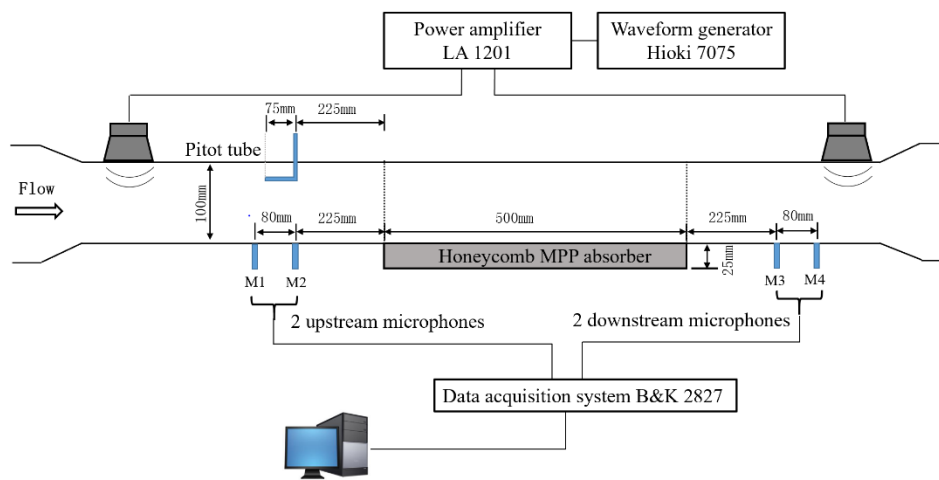 Power amplifier
LA 1201
Waveform generator
Hioki 7075
75mm
225mm
Pitot tube
Flow
100mm
80mm
225mm
500mm
225mm
80mm
Honeycomb MPP absorber
25mm
M1
M2
M3
M4
2 upstream microphones
2 downstream microphones
Data acquisition system B&K 2827